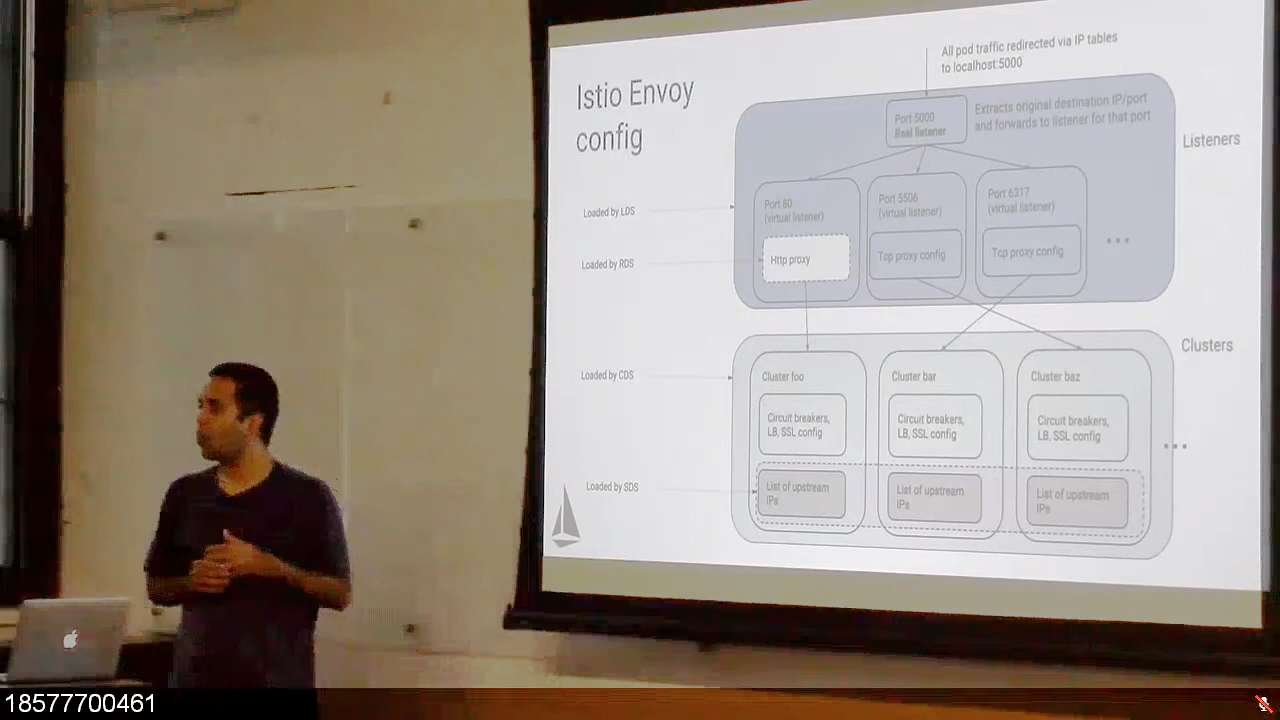 Istio Envoy
config
All pod traffic redirected via IP tables
to localhost:5000
Port 5000
Real listener
Extracts original destination IP/port
and forwards to listener for that port
Listeners
Loaded by LDS
Port 80
(virtual listener)
Port 5506
(virtual listener)
Port 6317
(virtual listener)
...
Loaded by RDS
Http proxy
Tcp proxy config
Tcp proxy config
Clusters
Loaded by CDS
Cluster foo
Cluster bar
Cluster baz
Circuit breakers,
LB, SSL config
Circuit breakers,
LB, SSL config
Circuit breakers,
LB, SSL config
...
Loaded by SDS
List of upstream
IPs
List of upstream
IPs
List of upstream
IPs
18577700461